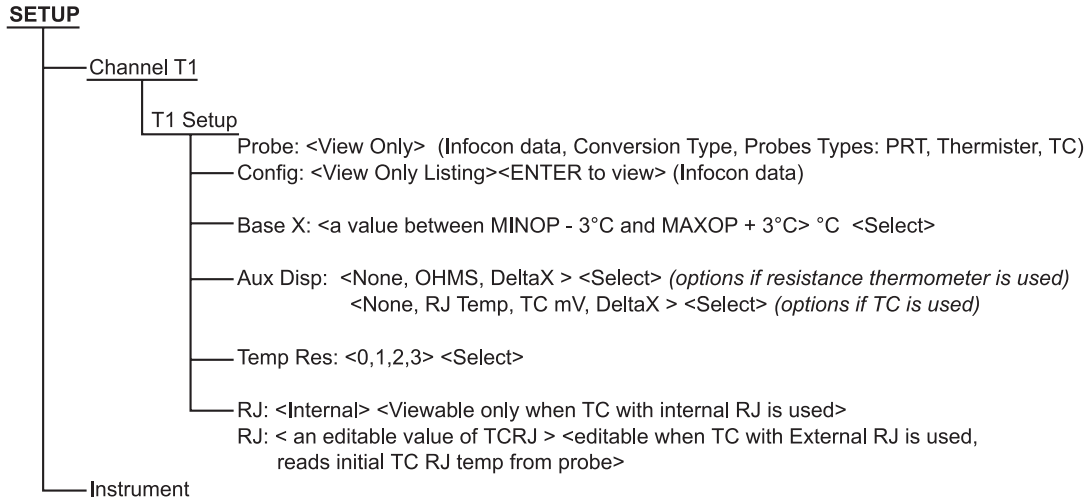 SETUP
Channel T1
T1 Setup
Probe: <View Only> (Infocon data, Conversion Type, Probes Types: PRT, Thermister, TC)
Config: <View Only Listing><ENTER to view> (Infocon data)
Base X: <a value between MINOP - 3°C and MAXOP + 3°C> °C <Select>
Aux Disp: <None, OHMS, DeltaX > <Select> (options if resistance thermometer is used)
<None, RJ Temp, TC mV, DeltaX > <Select> (options if TC is used)
Temp Res: <0,1,2,3> <Select>
RJ: <Internal> <Viewable only when TC with internal RJ is used>
RJ: < an editable value of TCRJ > <editable when TC with External RJ is used,
reads initial TC RJ temp from probe>
Instrument